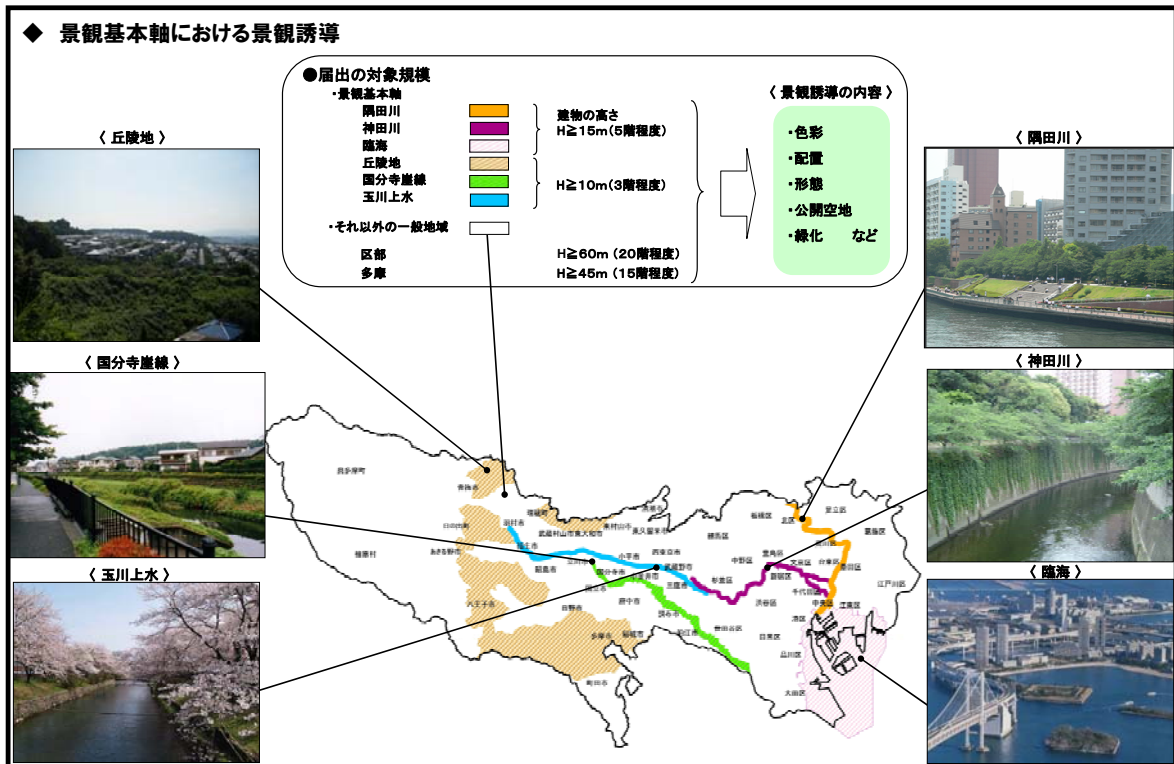 ◆ 景観基本軸における景観誘導
●届出の対象規模
・景観基本軸
隅田川
神田川
臨海
建物の高さ
H≧15m(5階程度)
丘陵地
国分寺崖線
玉川上水
H≧10m(3階程度)
・それ以外の一般地域
区部 H≧60m (20階程度)
多摩 H≧45m (15階程度)
〈 景観誘導の内容 〉
・色彩
・配置
・形態
・公開空地
・緑化 など
〈 丘陵地 〉
〈 国分寺崖線 〉
〈 玉川上水 〉
〈 隅田川 〉
〈 神田川 〉
〈 臨海 〉
奥多摩町
青梅市
檜原村
日の出町
あきる野市
八王子市
羽村市
瑞穂町
福生市
昭島市
武蔵村山市
東大和市
東村山市
清瀬市
東久留米市
立川市
小平市
西東京市
国分寺市
小金井市
武蔵野市
三鷹市
国立市
府中市
調布市
狛江市
日野市
多摩市
稲城市
町田市
板橋区
北区
足立区
葛飾区
練馬区
豊島区
文京区
荒川区
台東区
墨田区
江戸川区
中野区
杉並区
新宿区
千代田区
中央区
江東区
渋谷区
港区
世田谷区
目黒区
品川区
大田区